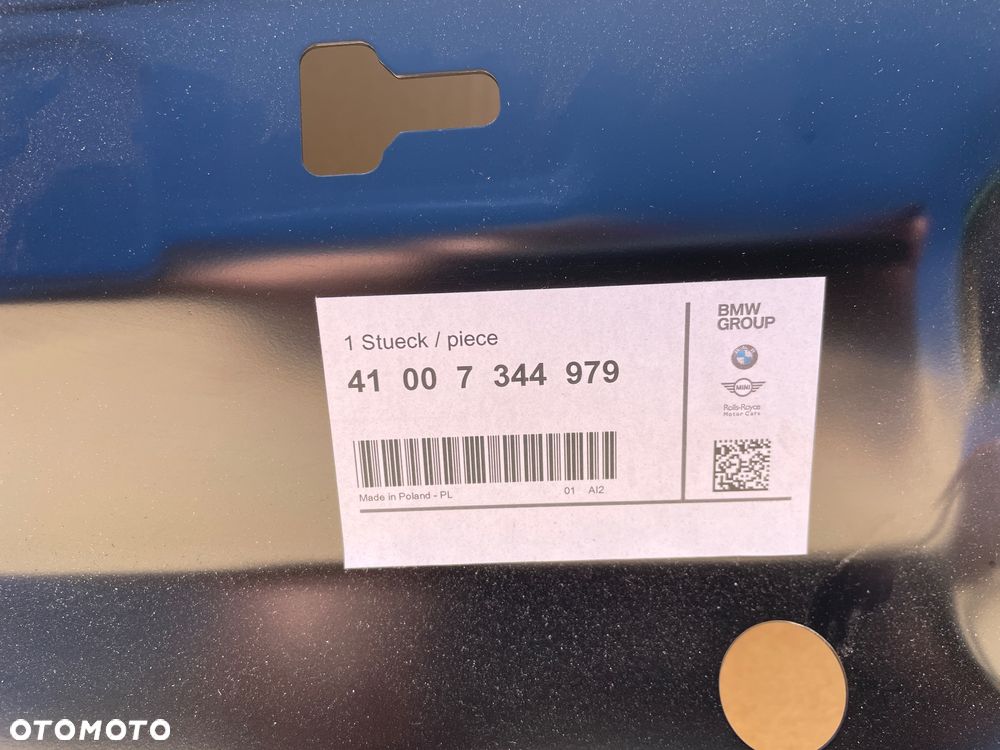 1 Stueck / piece
41 00 7 344 979
Made in Poland - PL
01 AI2
BMW
GROUP
MINI
Rolls-Royce
Motor Cars
OTOMOTO